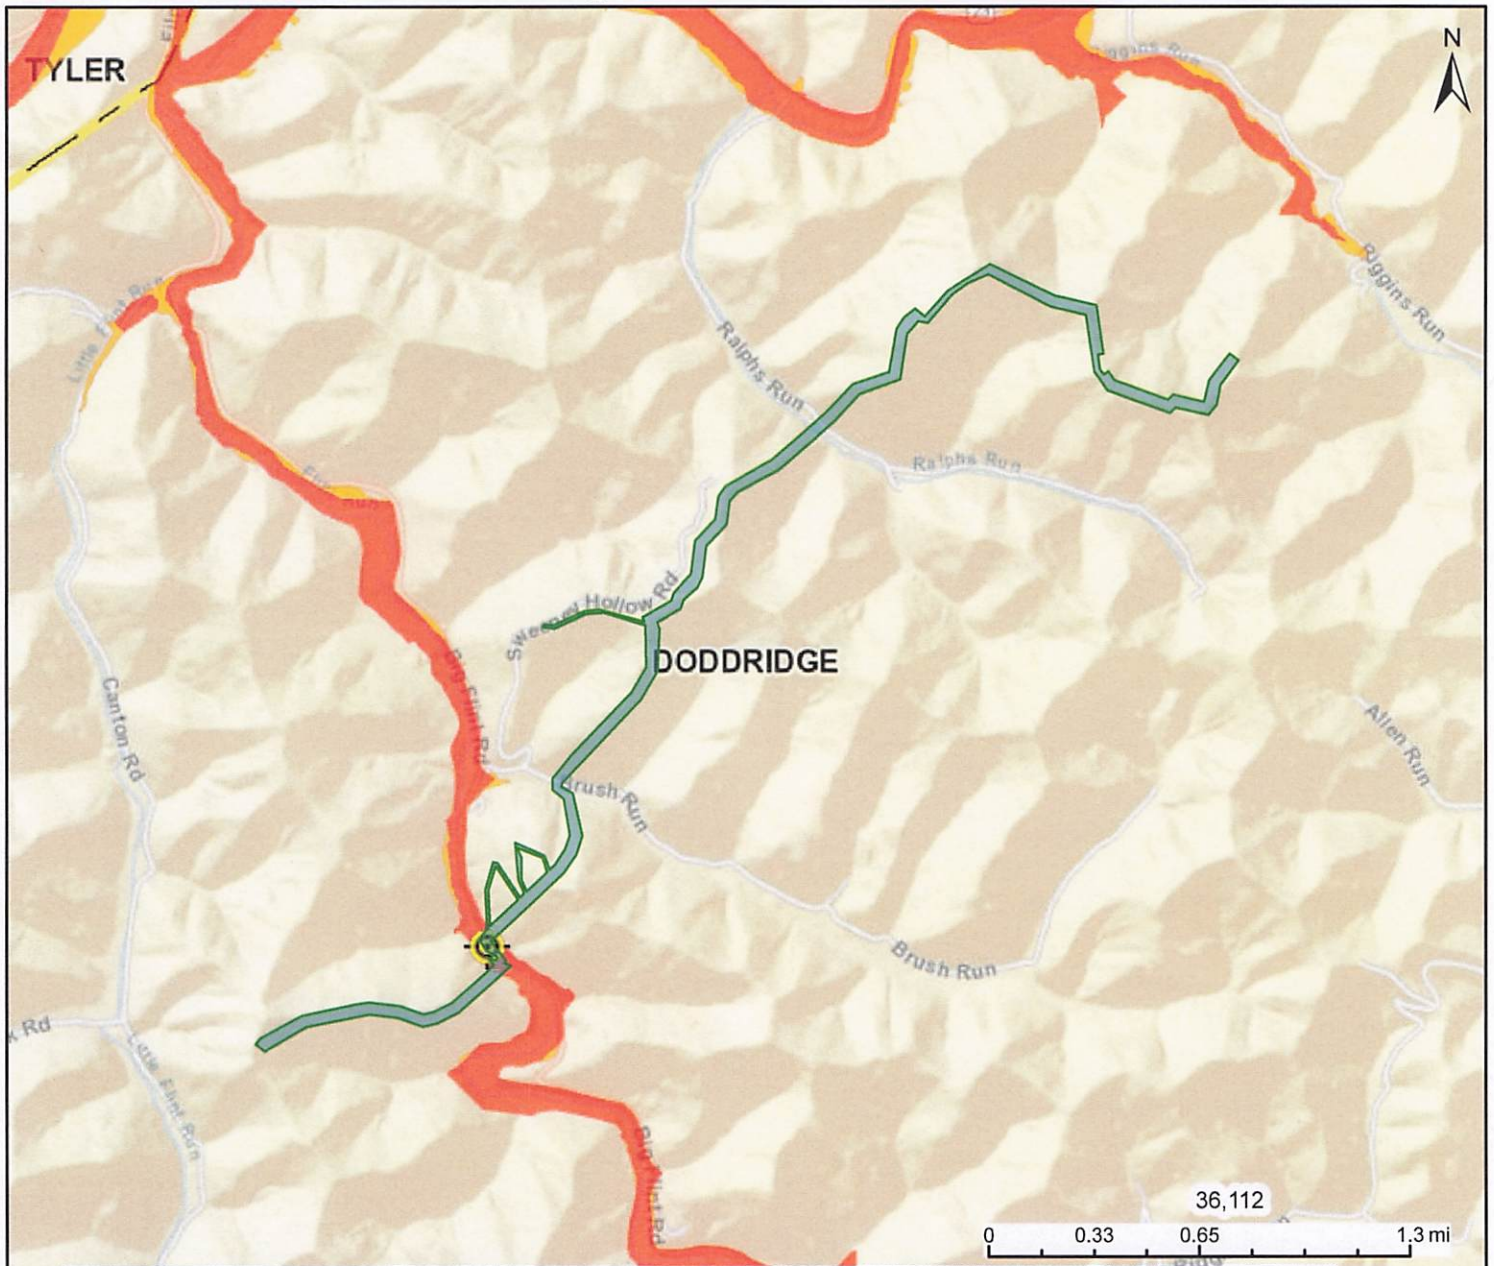 TYLER
N
Riggins Run
Little Flint Run
Riggins Run
Ralphs Run
Ralphs Run
Sweeney Hollow Rd
DODDRIDGE
Big Flint Rd
Canton Rd
Allen Run
Brush Run
Brush Run
Rd
Little Flint Run
Big Flint Rd
36,112
0 0.33 0.65 1.3 mi